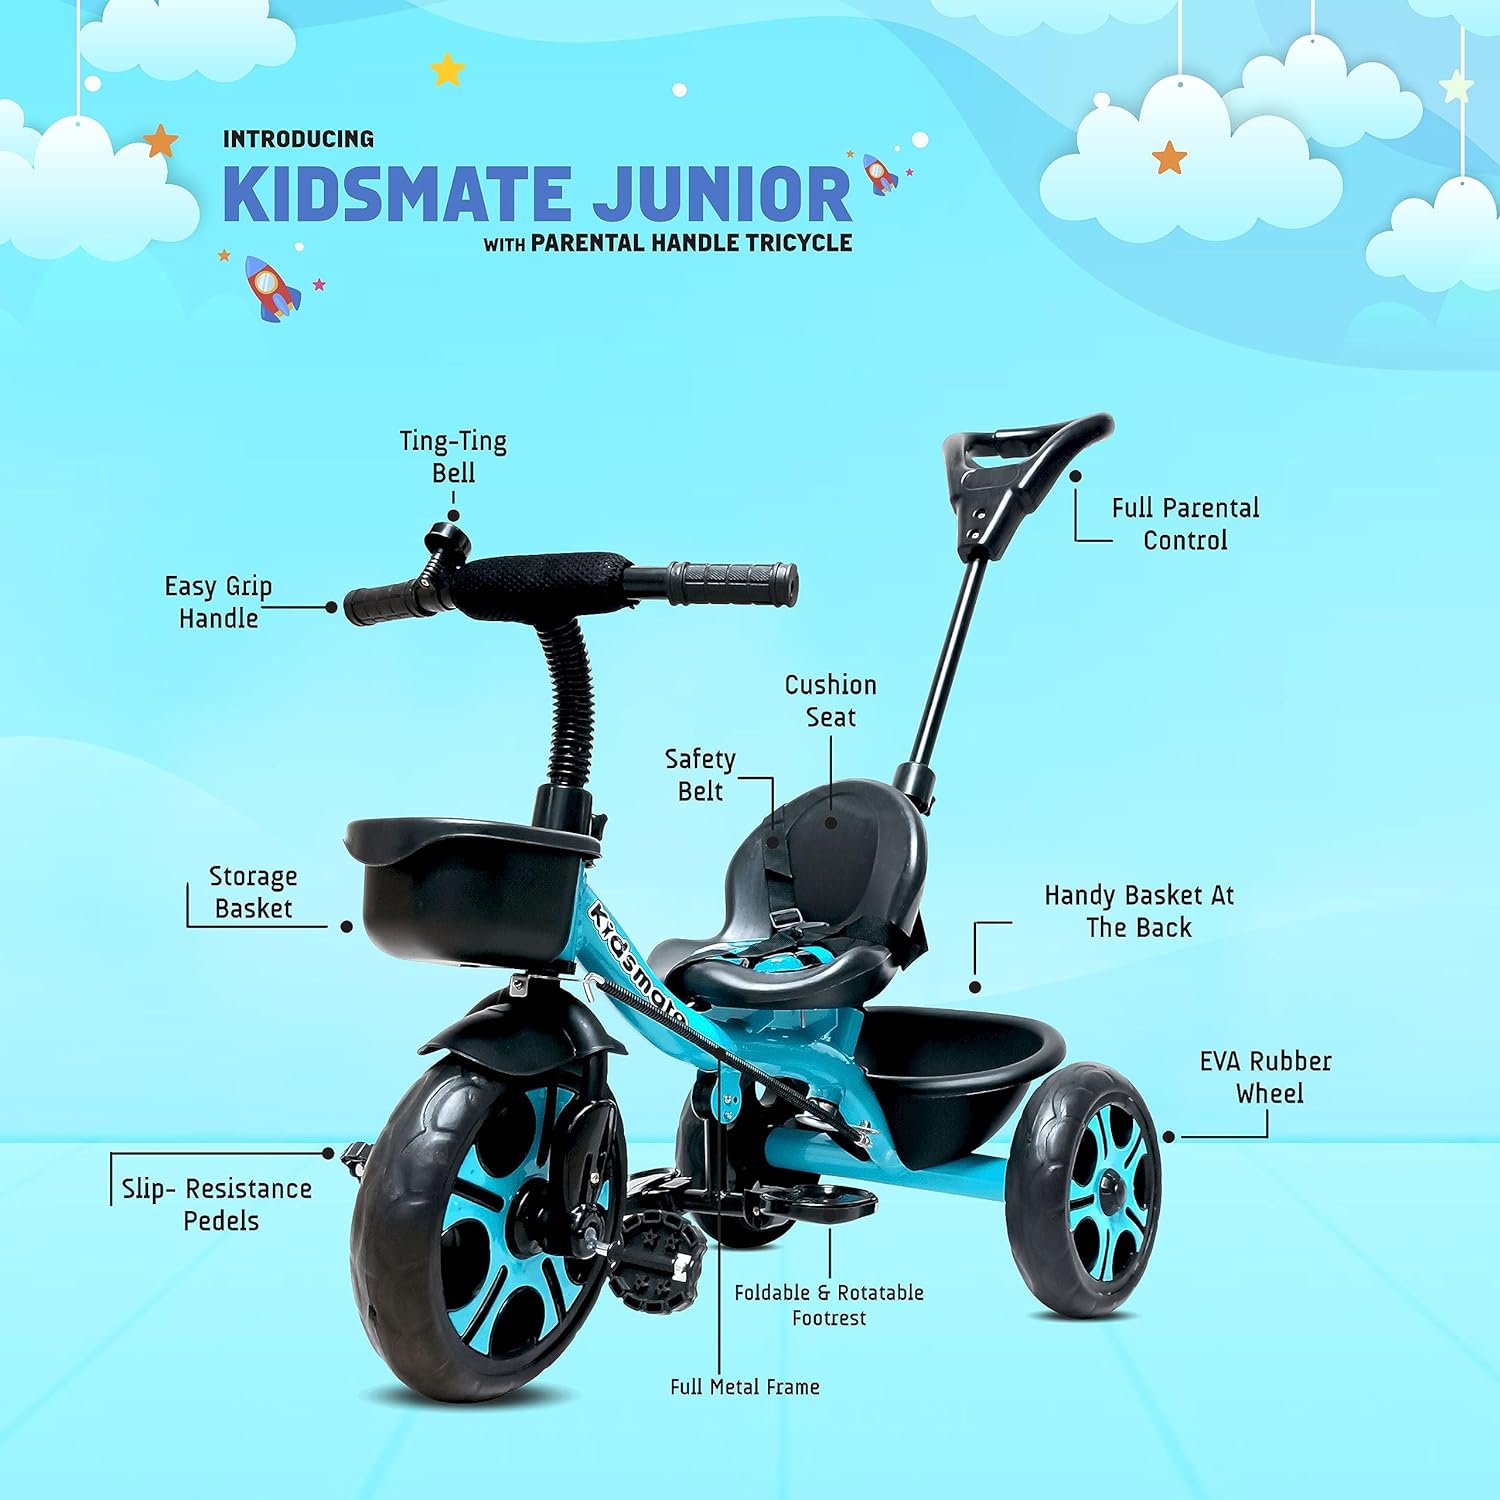 INTRODUCING
KIDSMATE JUNIOR
WITH PARENTAL HANDLE TRICYCLE
Ting-Ting
Bell
Full Parental
Control
Easy Grip
Handle
Cushion
Seat
Safety
Belt
Storage
Basket
Handy Basket At
The Back
Kidsmate
EVA Rubber
Wheel
Slip- Resistance
Pedels
Foldable & Rotatable
Footrest
Full Metal Frame